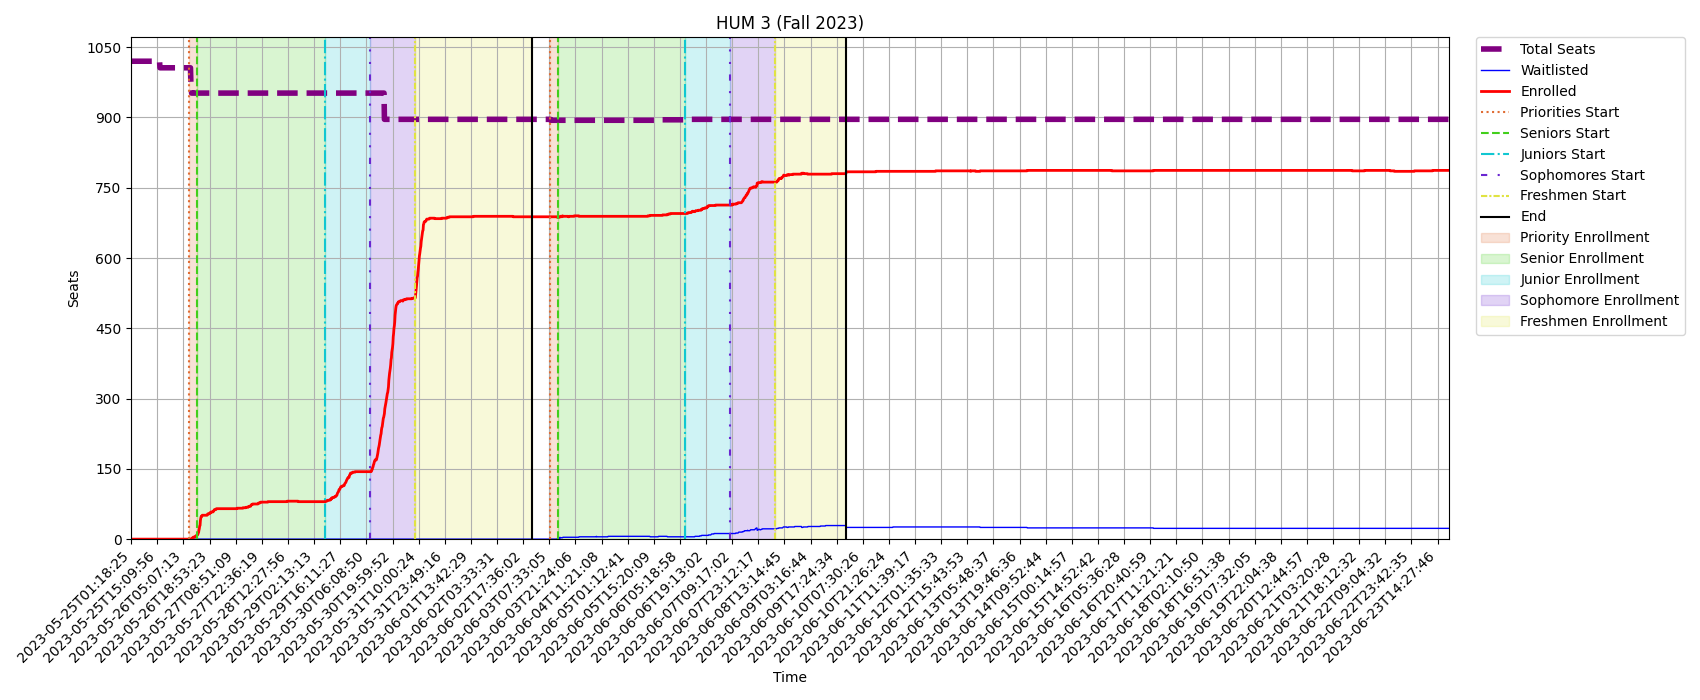 HUM 3 (Fall 2023)
Seats
1050
900
750
600
450
300
150
0
2023-05-25T01:18:25
2023-05-25T15:09:56
2023-05-26T05:07:13
2023-05-26T18:53:23
2023-05-27T08:51:09
2023-05-27T22:36:19
2023-05-28T12:27:56
2023-05-29T02:13:13
2023-05-29T16:11:27
2023-05-30T06:08:50
2023-05-30T19:59:52
2023-05-31T10:00:24
2023-05-31T23:49:16
2023-06-01T13:42:29
2023-06-02T03:33:31
2023-06-02T17:36:02
2023-06-03T07:33:05
2023-06-03T21:24:06
2023-06-04T11:21:08
2023-06-05T01:12:41
2023-06-05T15:20:09
2023-06-06T05:18:58
2023-06-06T19:13:02
2023-06-07T09:17:02
2023-06-07T23:12:17
2023-06-08T13:14:45
2023-06-09T03:16:44
2023-06-09T17:24:34
2023-06-10T07:30:26
2023-06-10T21:26:24
2023-06-11T11:39:17
2023-06-12T01:35:33
2023-06-12T15:43:53
2023-06-13T05:48:37
2023-06-13T19:46:36
2023-06-14T09:52:44
2023-06-15T00:14:57
2023-06-15T14:52:42
2023-06-16T05:36:28
2023-06-16T20:40:59
2023-06-17T11:21:21
2023-06-18T02:10:50
2023-06-18T16:51:38
2023-06-19T07:32:05
2023-06-19T22:04:38
2023-06-20T12:44:57
2023-06-21T03:20:28
2023-06-21T18:12:32
2023-06-22T09:04:32
2023-06-22T23:42:35
2023-06-23T14:27:46
Time
Total Seats
Waitlisted
Enrolled
Priorities Start
Seniors Start
Juniors Start
Sophomores Start
Freshmen Start
End
Priority Enrollment
Senior Enrollment
Junior Enrollment
Sophomore Enrollment
Freshmen Enrollment